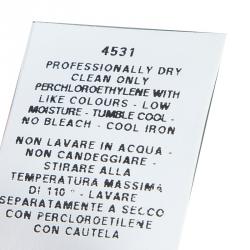 4531
PROFESSIONALLY DRY
CLEAN ONLY
PERCHLOROETHYLENE WITH
LIKE COLOURS - LOW
MOISTURE - TUMBLE COOL -
NO BLEACH - COOL IRON
NON LAVARE IN ACQUA -
NON CANDEGGIARE -
STIRARE ALLA
TEMPERATURA MASSIMA
DI 110° - LAVARE
SEPARATAMENTE A SECCO
CON PERCLOROETILENE
CON CAUTELA